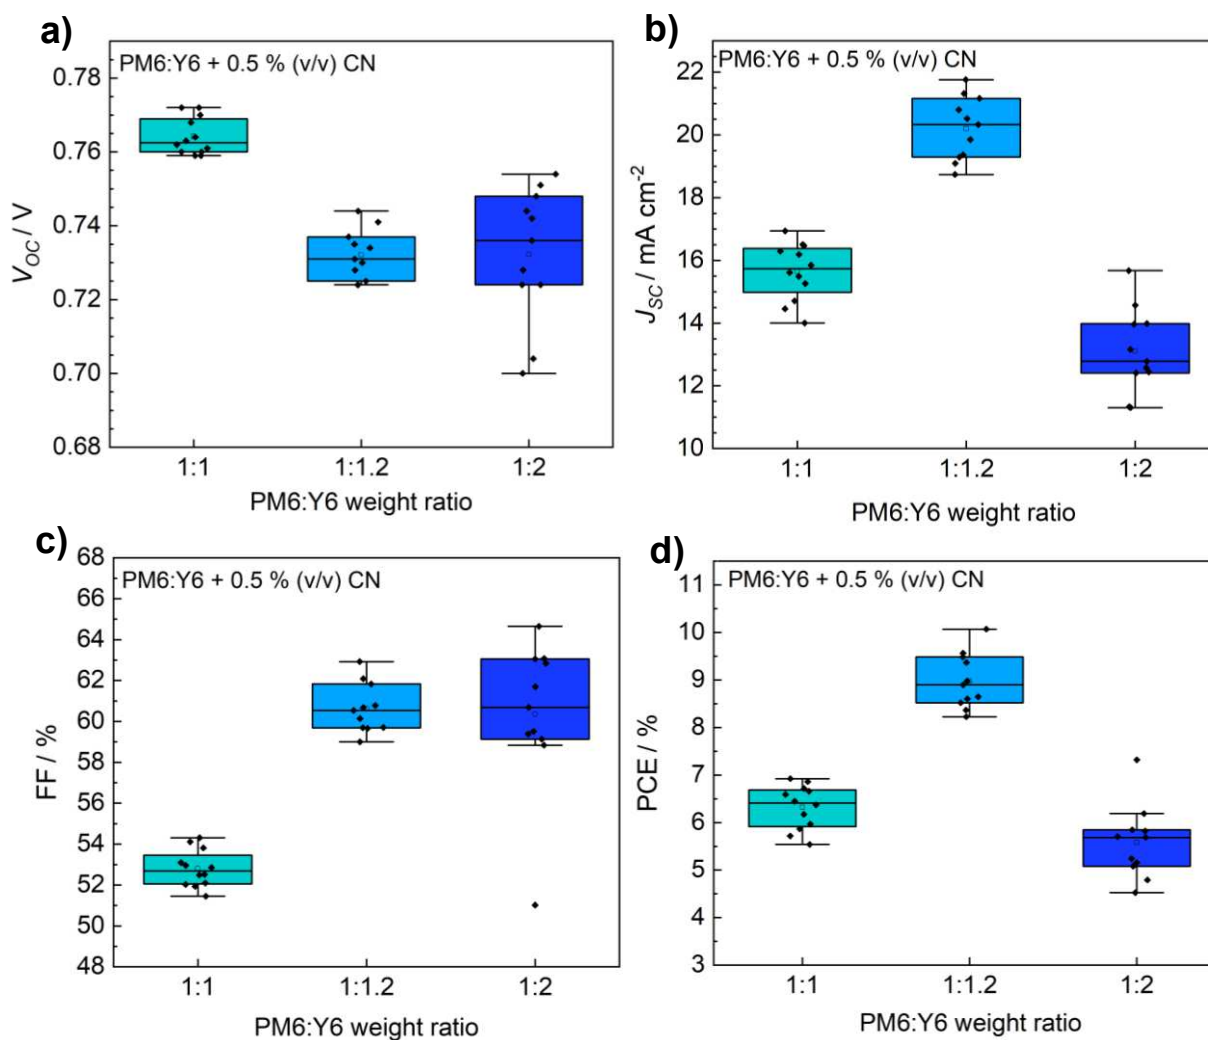 a)
PM6:Y6 + 0.5 % (v/v) CN
V_OC / V
0.78
0.76
0.74
0.72
0.70
0.68
1:1 1:1.2 1:2
PM6:Y6 weight ratio
b)
PM6:Y6 + 0.5 % (v/v) CN
J_SC / mA cm⁻²
22
20
18
16
14
12
10
1:1 1:1.2 1:2
PM6:Y6 weight ratio
c)
PM6:Y6 + 0.5 % (v/v) CN
FF / %
68
66
64
62
60
58
56
54
52
50
48
1:1 1:1.2 1:2
PM6:Y6 weight ratio
d)
PM6:Y6 + 0.5 % (v/v) CN
PCE / %
11
10
9
8
7
6
5
4
3
1:1 1:1.2 1:2
PM6:Y6 weight ratio